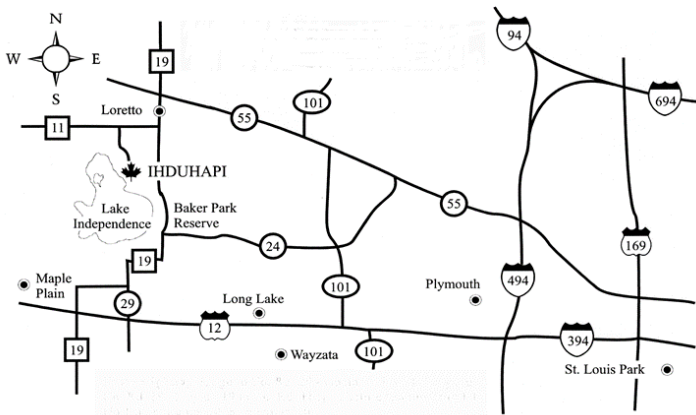 N
W
E
S
19
94
694
101
Loretto
55
11
IHDUHAPI
Lake
Independence
Baker Park
Reserve
55
24
169
19
Maple
Plain
29
101
Plymouth
494
Long Lake
12
19
Wayzata
101
394
St. Louis Park